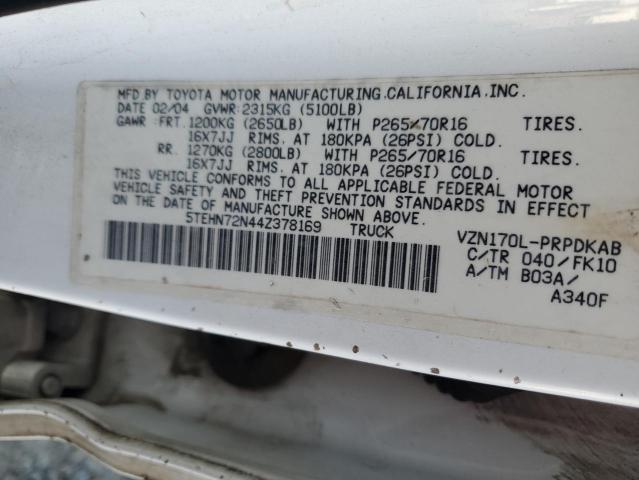 MFD BY TOYOTA MOTOR MANUFACTURING,CALIFORNIA,INC.
DATE 02/04 GVWR:2315KG (5100LB)
GAWR: FRT. 1200KG (2650LB) WITH P265/70R16 TIRES.
16X7JJ RIMS. AT 180KPA (26PSI) COLD.
RR. 1270KG (2800LB) WITH P265/70R16 TIRES.
16X7JJ RIMS. AT 180KPA (26PSI) COLD.
THIS VEHICLE CONFORMS TO ALL APPLICABLE FEDERAL MOTOR
VEHICLE SAFETY AND THEFT PREVENTION STANDARDS IN EFFECT
ON THE DATE OF MANUFACTURE SHOWN ABOVE.
5TEHN72N44Z378169 TRUCK
VZN170L-PRPDKAB
C/TR 040/FK10
A/TM B03A/
A340F